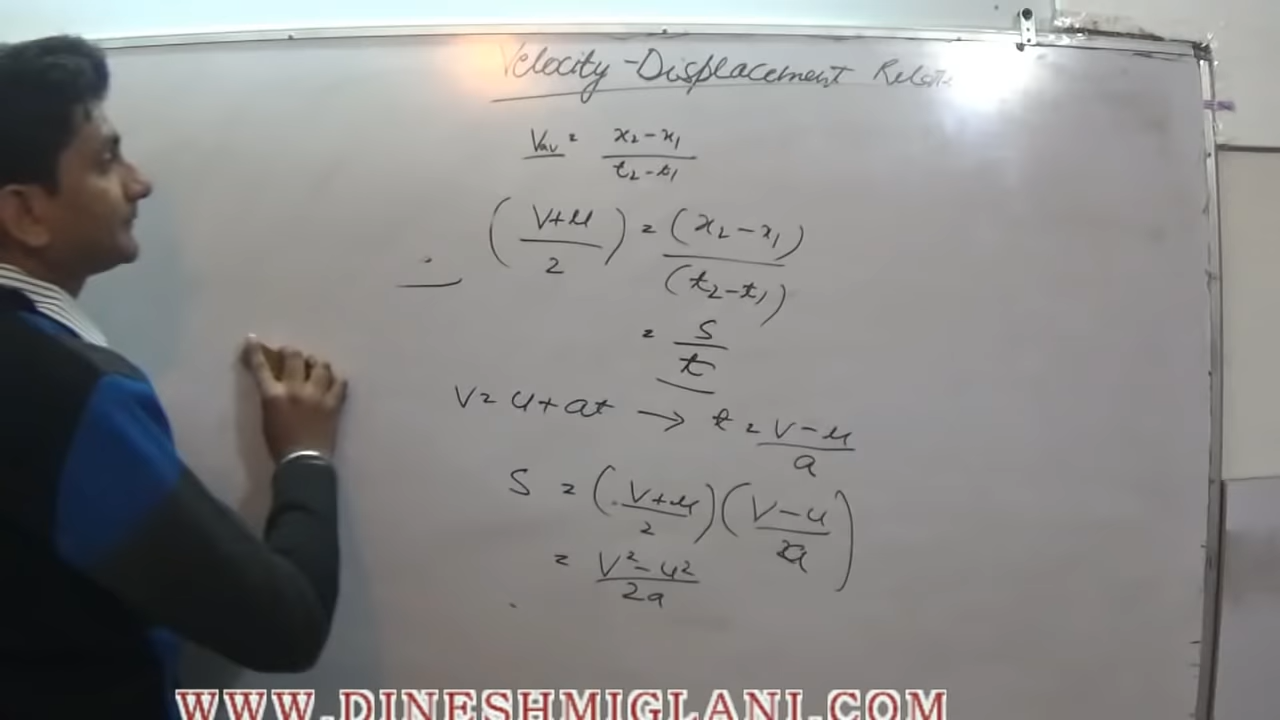 Velocity-Displacement Relati
Vav = x₂-x₁ / t₂-t₁
(V+u / 2) = (x₂-x₁) / (t₂-t₁)
= S / t
V = u+at → t = V-u / a
S = (V+u / 2)(V-u / a)
= V²-u² / 2a
WWW.DINESHMIGLANI.COM